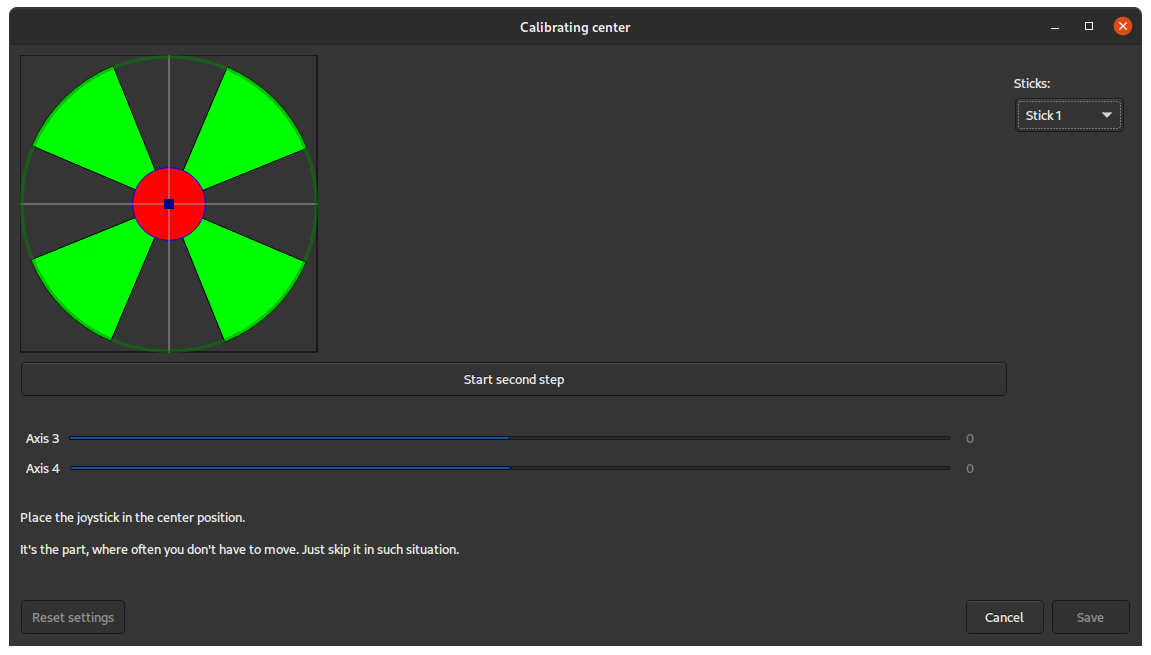 Calibrating center
Sticks:
Stick 1
Start second step
Axis 3
0
Axis 4
0
Place the joystick in the center position.
It's the part, where often you don't have to move. Just skip it in such situation.
Reset settings
Cancel
Save